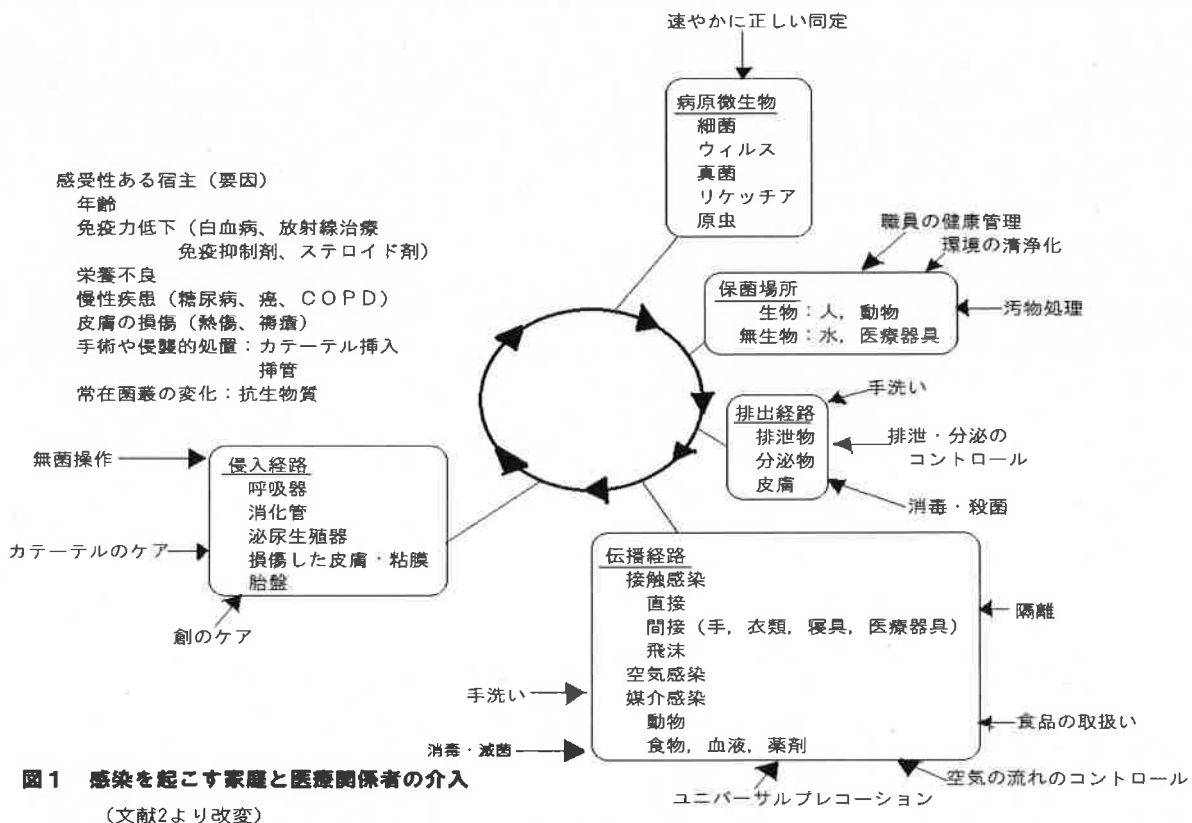 速やかに正しい同定
病原微生物
細菌
ウィルス
真菌
リケッチア
原虫
感受性ある宿主（要因）
年齢
免疫力低下（白血病、放射線治療
免疫抑制剤、ステロイド剤）
栄養不良
慢性疾患（糖尿病、癌、ＣＯＰＤ）
皮膚の損傷（熱傷、褥瘡）
手術や侵襲的処置：カテーテル挿入
挿管
常在菌叢の変化：抗生物質
職員の健康管理
環境の清浄化
保菌場所
生物：人，動物
無生物：水，医療器具
汚物処理
手洗い
排出経路
排泄物
分泌物
皮膚
排泄・分泌の
コントロール
消毒・殺菌
無菌操作
侵入経路
呼吸器
消化管
泌尿生殖器
損傷した皮膚・粘膜
胎盤
カテーテルのケア
創のケア
伝播経路
接触感染
直接
間接（手，衣類，寝具，医療器具）
飛沫
空気感染
媒介感染
動物
食物，血液，薬剤
隔離
手洗い
食品の取扱い
消毒・滅菌
空気の流れのコントロール
ユニバーサルプレコーション
図１　感染を起こす家庭と医療関係者の介入
（文献2より改変）